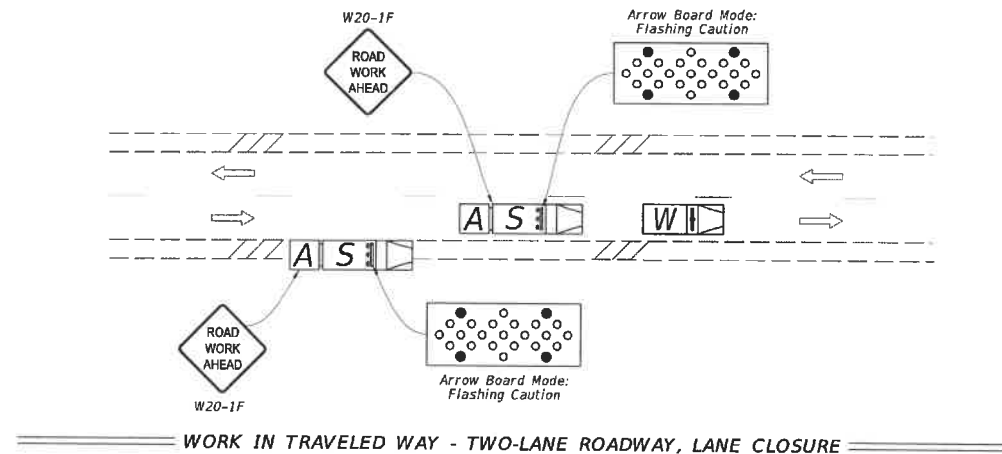 W20-1F
ROAD
WORK
AHEAD
Arrow Board Mode:
Flashing Caution
A S
W
A S
ROAD
WORK
AHEAD
W20-1F
Arrow Board Mode:
Flashing Caution
WORK IN TRAVELED WAY - TWO-LANE ROADWAY, LANE CLOSURE